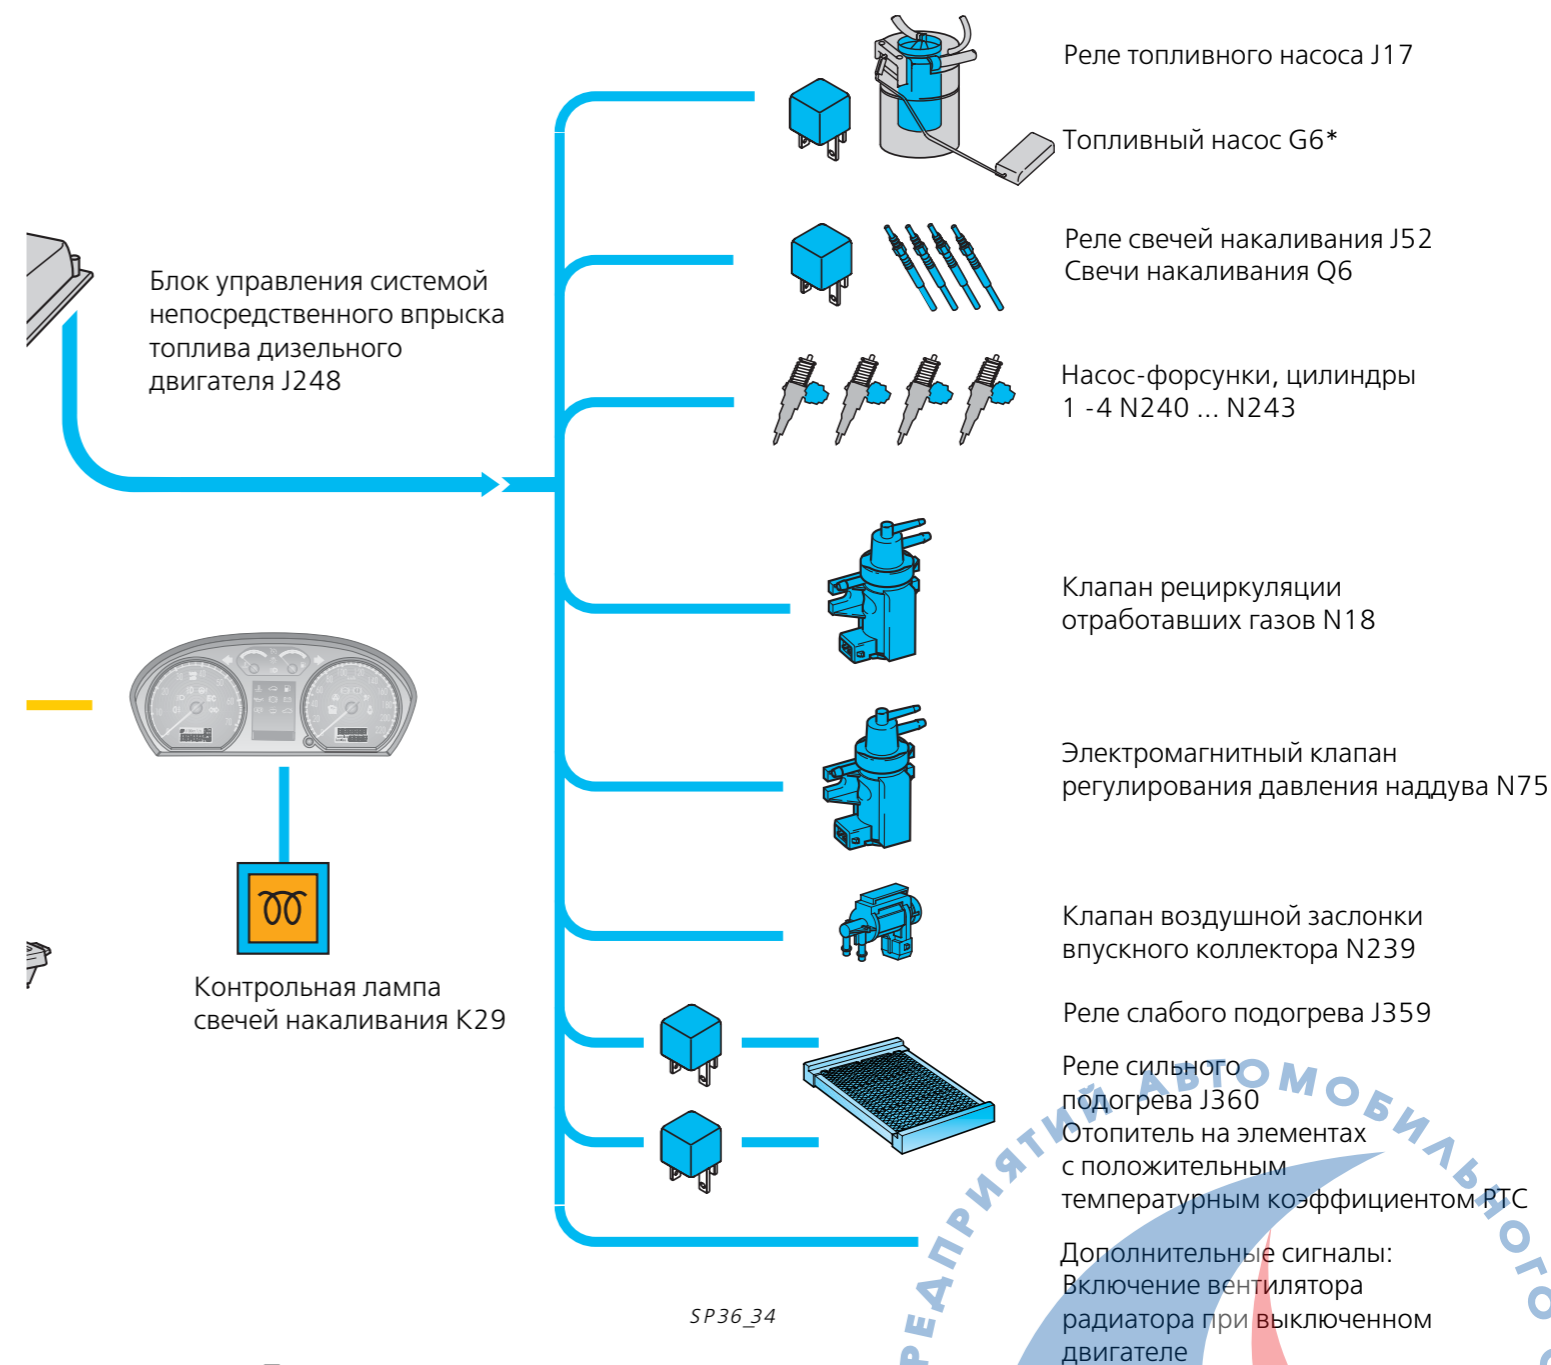 Реле топливного насоса J17
Топливный насос G6*
Реле свечей накаливания J52
Свечи накаливания Q6
Блок управления системой
непосредственного впрыска
топлива дизельного
двигателя J248
Насос-форсунки, цилиндры
1 -4 N240 ... N243
Клапан рециркуляции
отработавших газов N18
Электромагнитный клапан
регулирования давления наддува N75
Клапан воздушной заслонки
впускного коллектора N239
Контрольная лампа
свечей накаливания K29
Реле слабого подогрева J359
Реле сильного
подогрева J360
Отопитель на элементах
с положительным
температурным коэффициентом PTC
Дополнительные сигналы:
Включение вентилятора
радиатора при выключенном
двигателе
SP36_34
РЕДПРИЯТИЙ АВТОМОБИЛЬНОГО